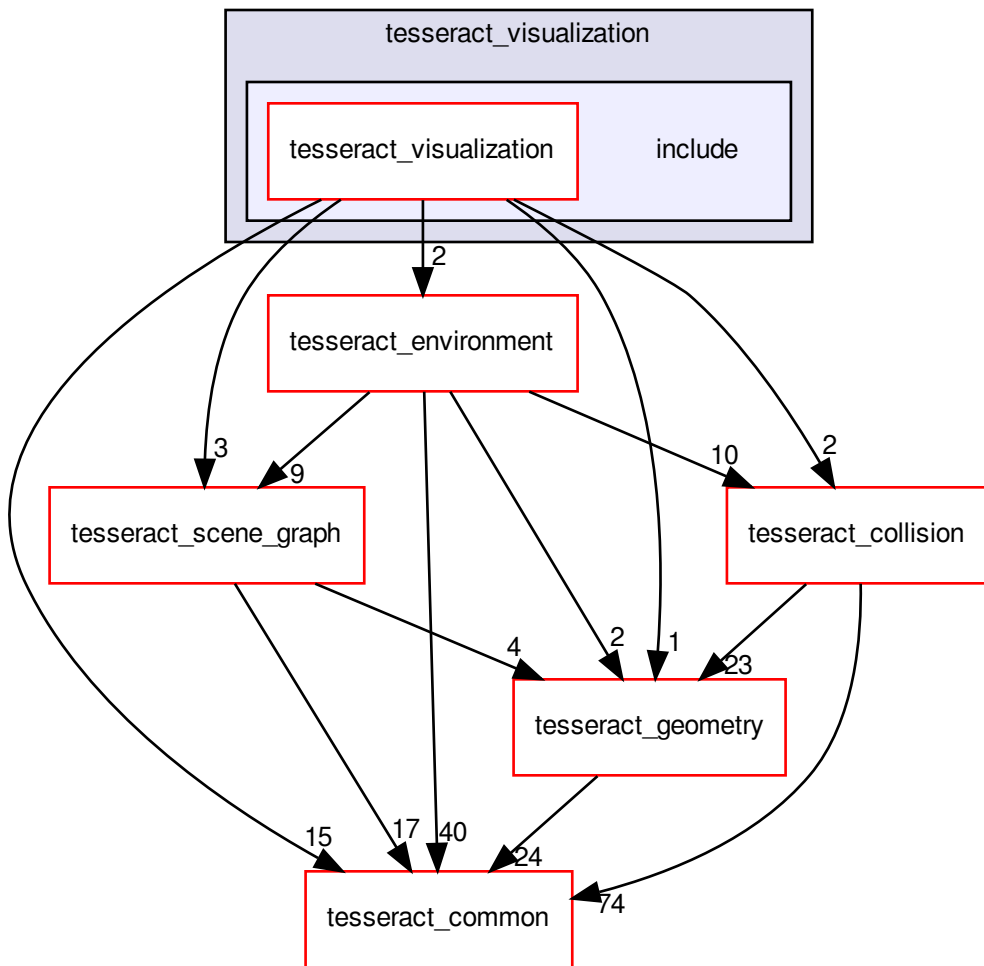 tesseract_visualization
tesseract_visualization
include
2
tesseract_environment
3
9
10
2
tesseract_scene_graph
tesseract_collision
4
2
1
23
tesseract_geometry
15
17
40
24
74
tesseract_common